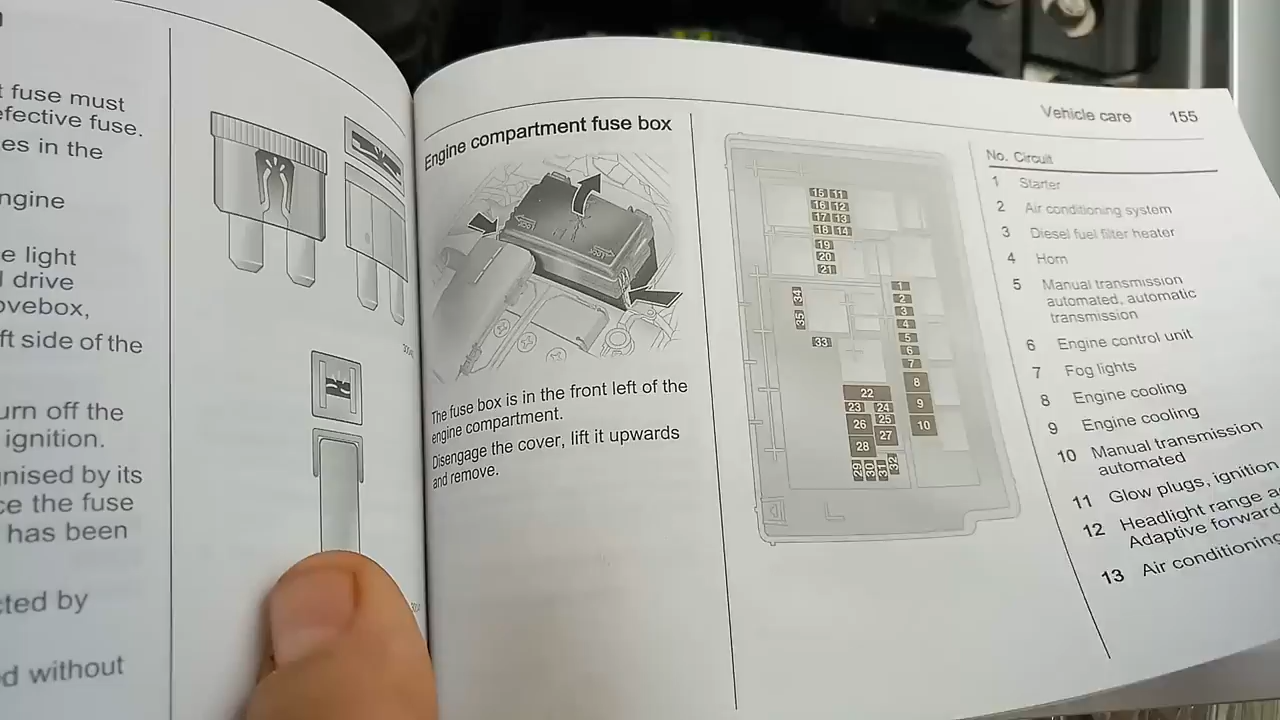 t fuse must
efective fuse.
es in the
ngine
e light
drive
ovebox,
ft side of the
urn off the
ignition.
nised by its
ce the fuse
has been
cted by
d without
Engine compartment fuse box
The fuse box is in the front left of the
engine compartment.
Disengage the cover, lift it upwards
and remove.
15 11
16 12
17 13
18 14
19
20
21
34
35
33
1
2
3
4
5
6
7
8
9
10
22
23 24
25
26
27
28
29 30 31 32
Vehicle care 155
No. Circuit
1 Starter
2 Air conditioning system
3 Diesel fuel filter heater
4 Horn
5 Manual transmission
automated, automatic
transmission
6 Engine control unit
7 Fog lights
8 Engine cooling
9 Engine cooling
10 Manual transmission
automated
11 Glow plugs, ignition
12 Headlight range a
Adaptive forward
13 Air conditioning